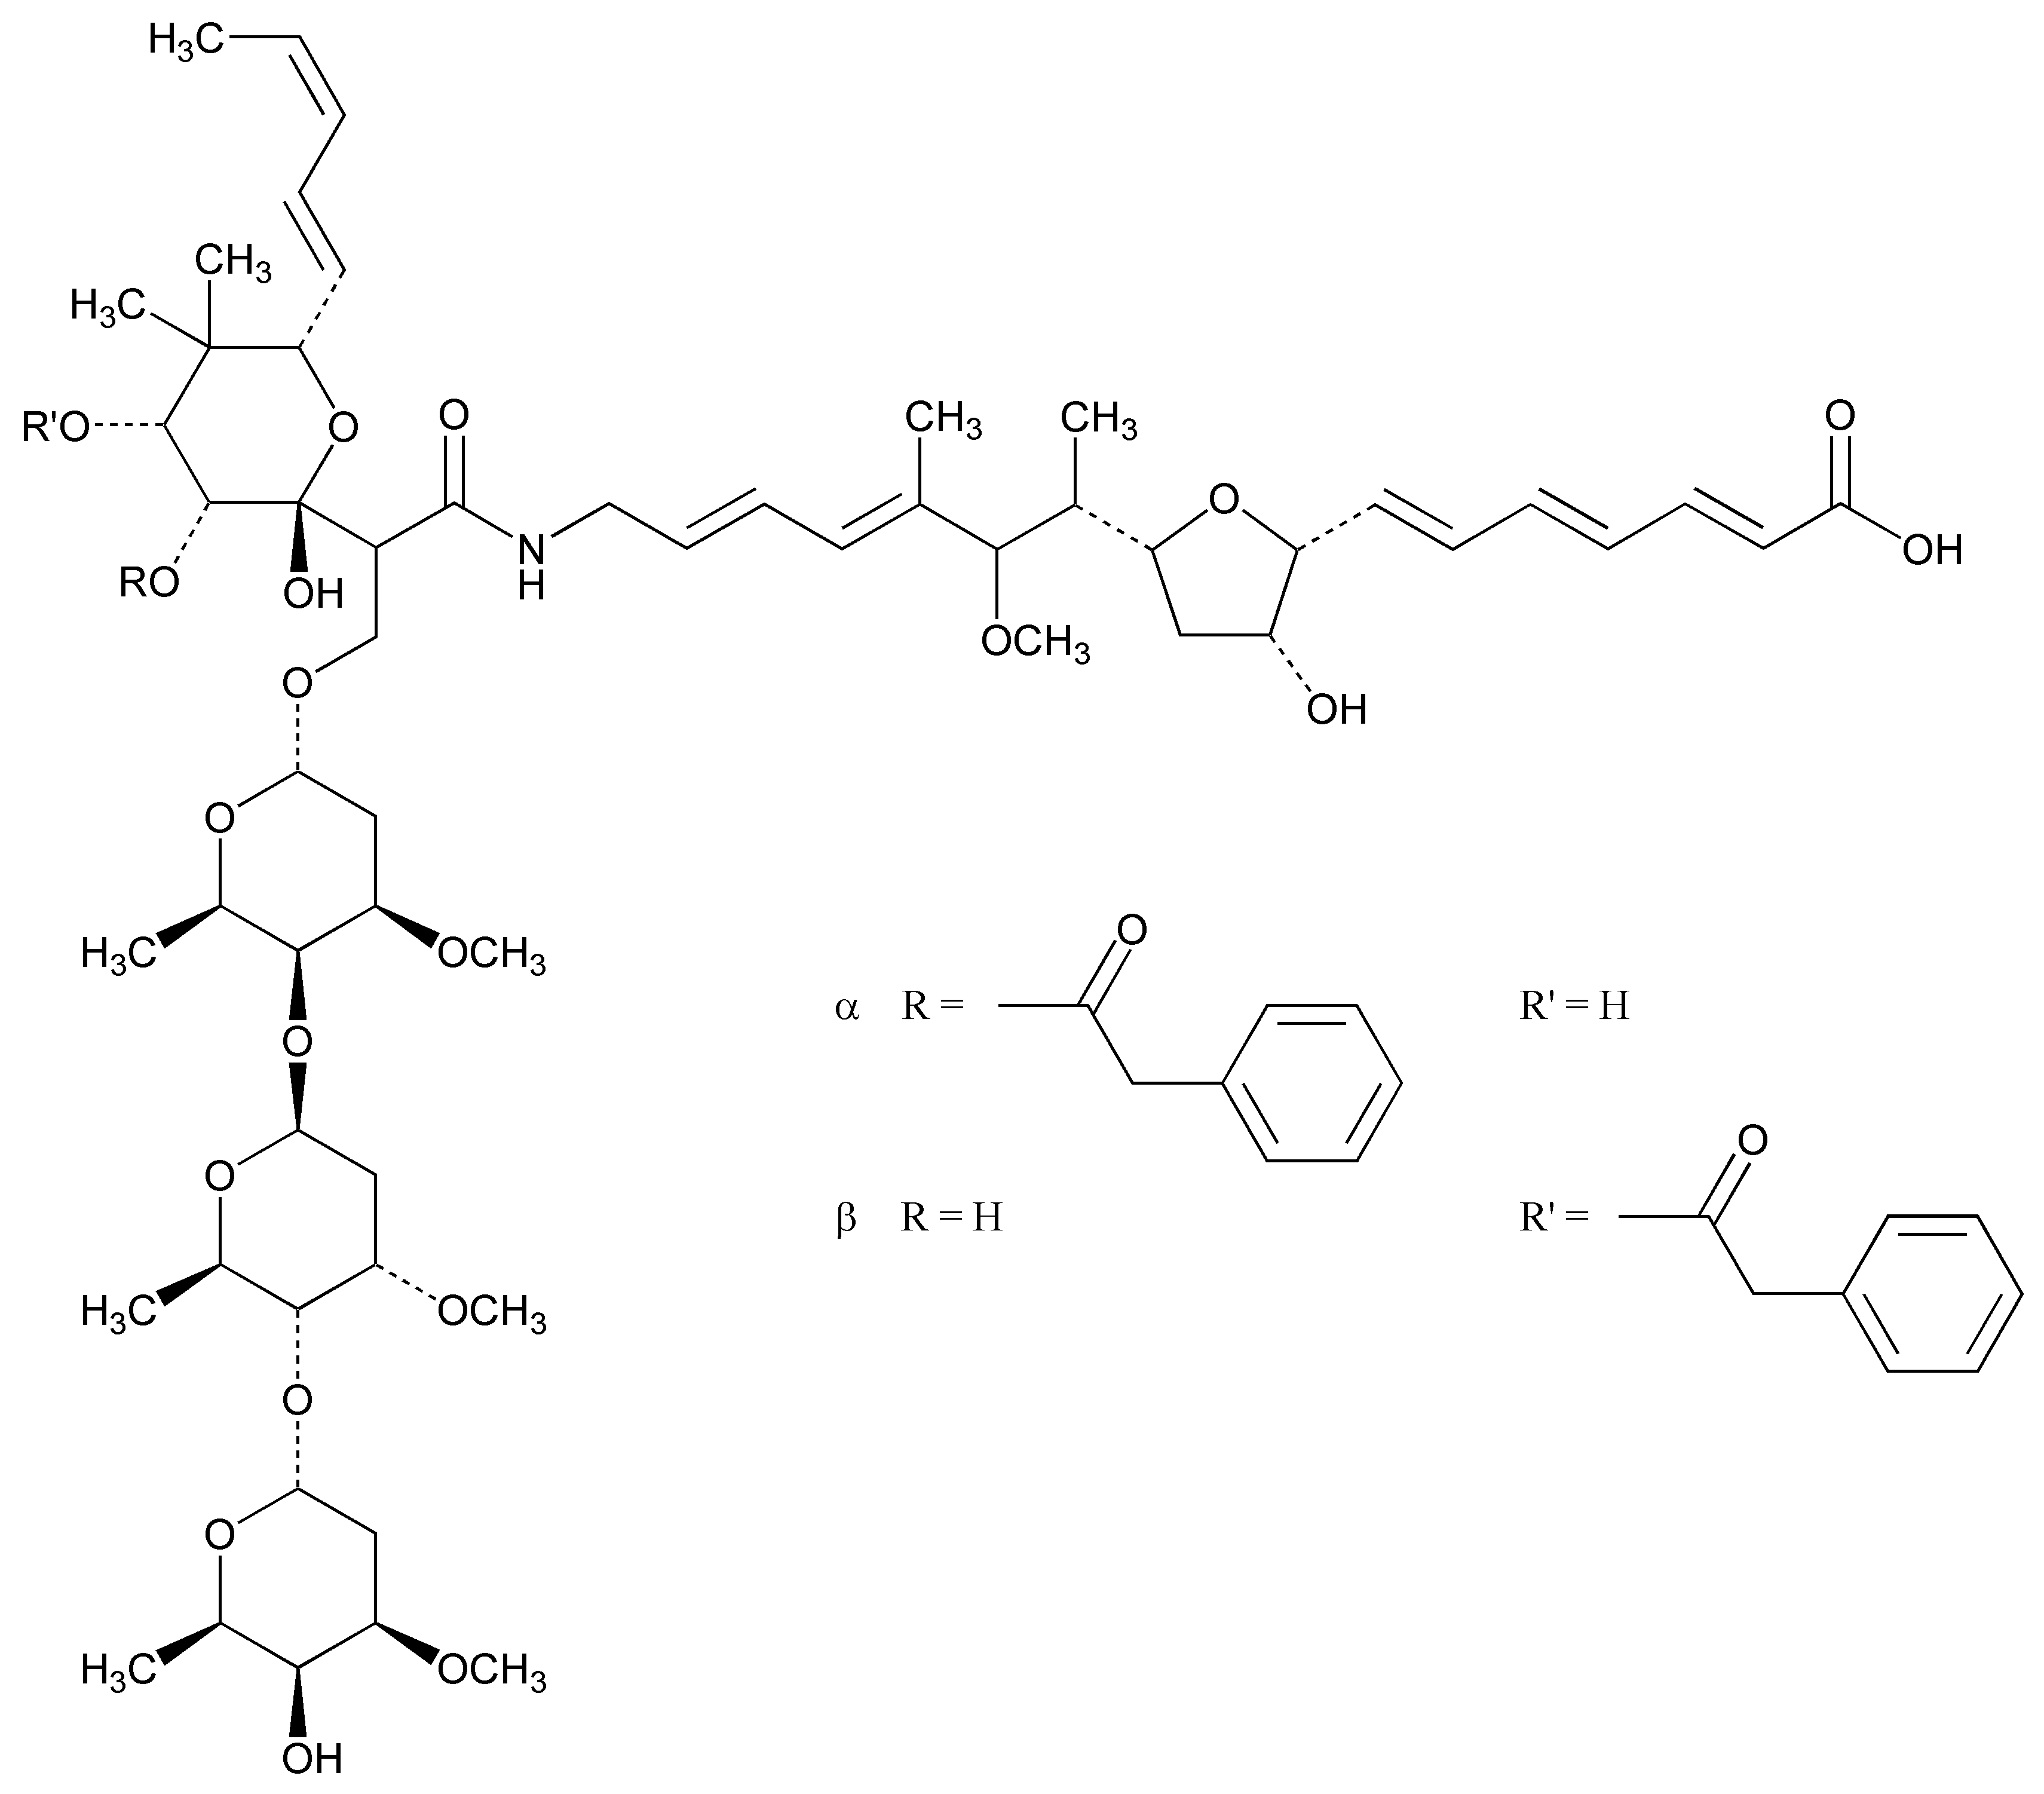 H3C
CH3
H3C
R'O
O
O
RO
OH
N
H
CH3
CH3
O
O
OH
OCH3
OH
O
O
H3C
OCH3
O
α R = O R' = H
β R = H R' = O
O
H3C
OCH3
O
O
H3C
OCH3
OH